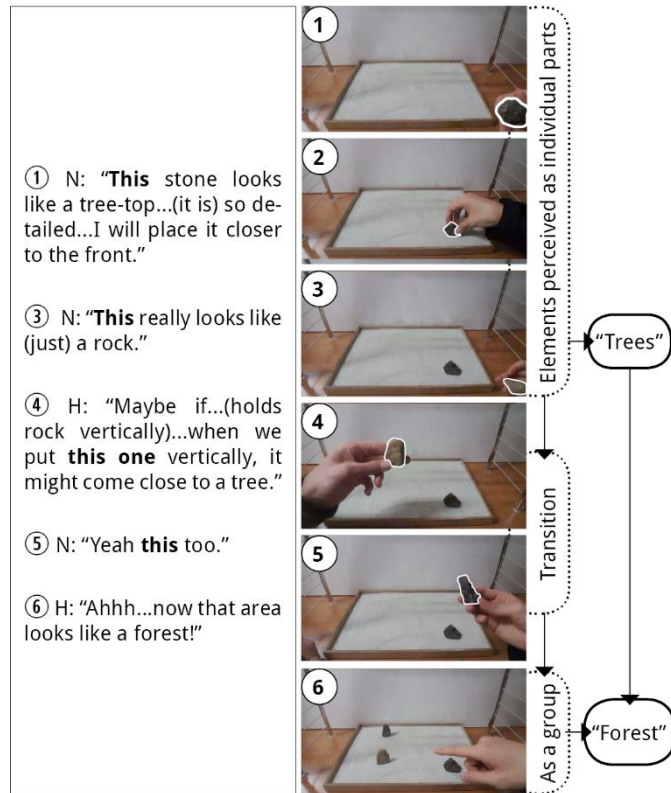 ① N: “This stone looks
like a tree-top...(it is) so de-
tailed...I will place it closer
to the front.”
③ N: “This really looks like
(just) a rock.”
④ H: “Maybe if...(holds
rock vertically)...when we
put this one vertically, it
might come close to a tree.”
⑤ N: “Yeah this too.”
⑥ H: “Ahhh...now that area
looks like a forest!”
1
2
3
4
5
6
Elements perceived as individual parts
Transition
As a group
“Trees”
“Forest”